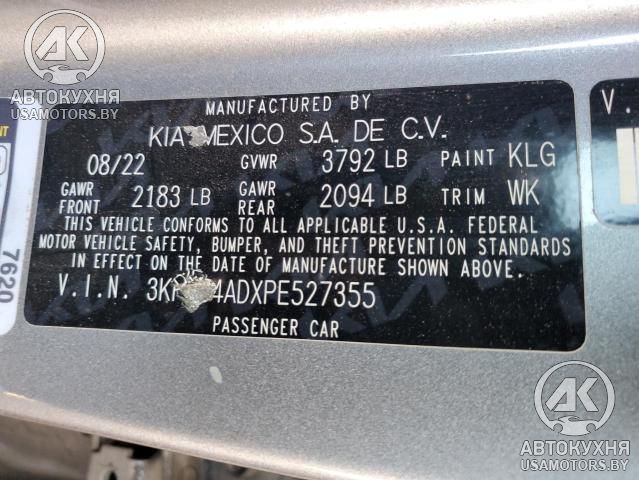 АВТОКУХНЯ
USAMOTORS.BY
MANUFACTURED BY
KIA MEXICO S.A. DE C.V.
08/22 GVWR 3792 LB PAINT KLG
GAWR FRONT 2183 LB GAWR REAR 2094 LB TRIM WK
THIS VEHICLE CONFORMS TO ALL APPLICABLE U.S.A. FEDERAL
MOTOR VEHICLE SAFETY, BUMPER, AND THEFT PREVENTION STANDARDS
IN EFFECT ON THE DATE OF MANUFACTURE SHOWN ABOVE.
V.I.N. 4ADXPE527355
PASSENGER CAR
7620
АВТОКУХНЯ
USAMOTORS.BY